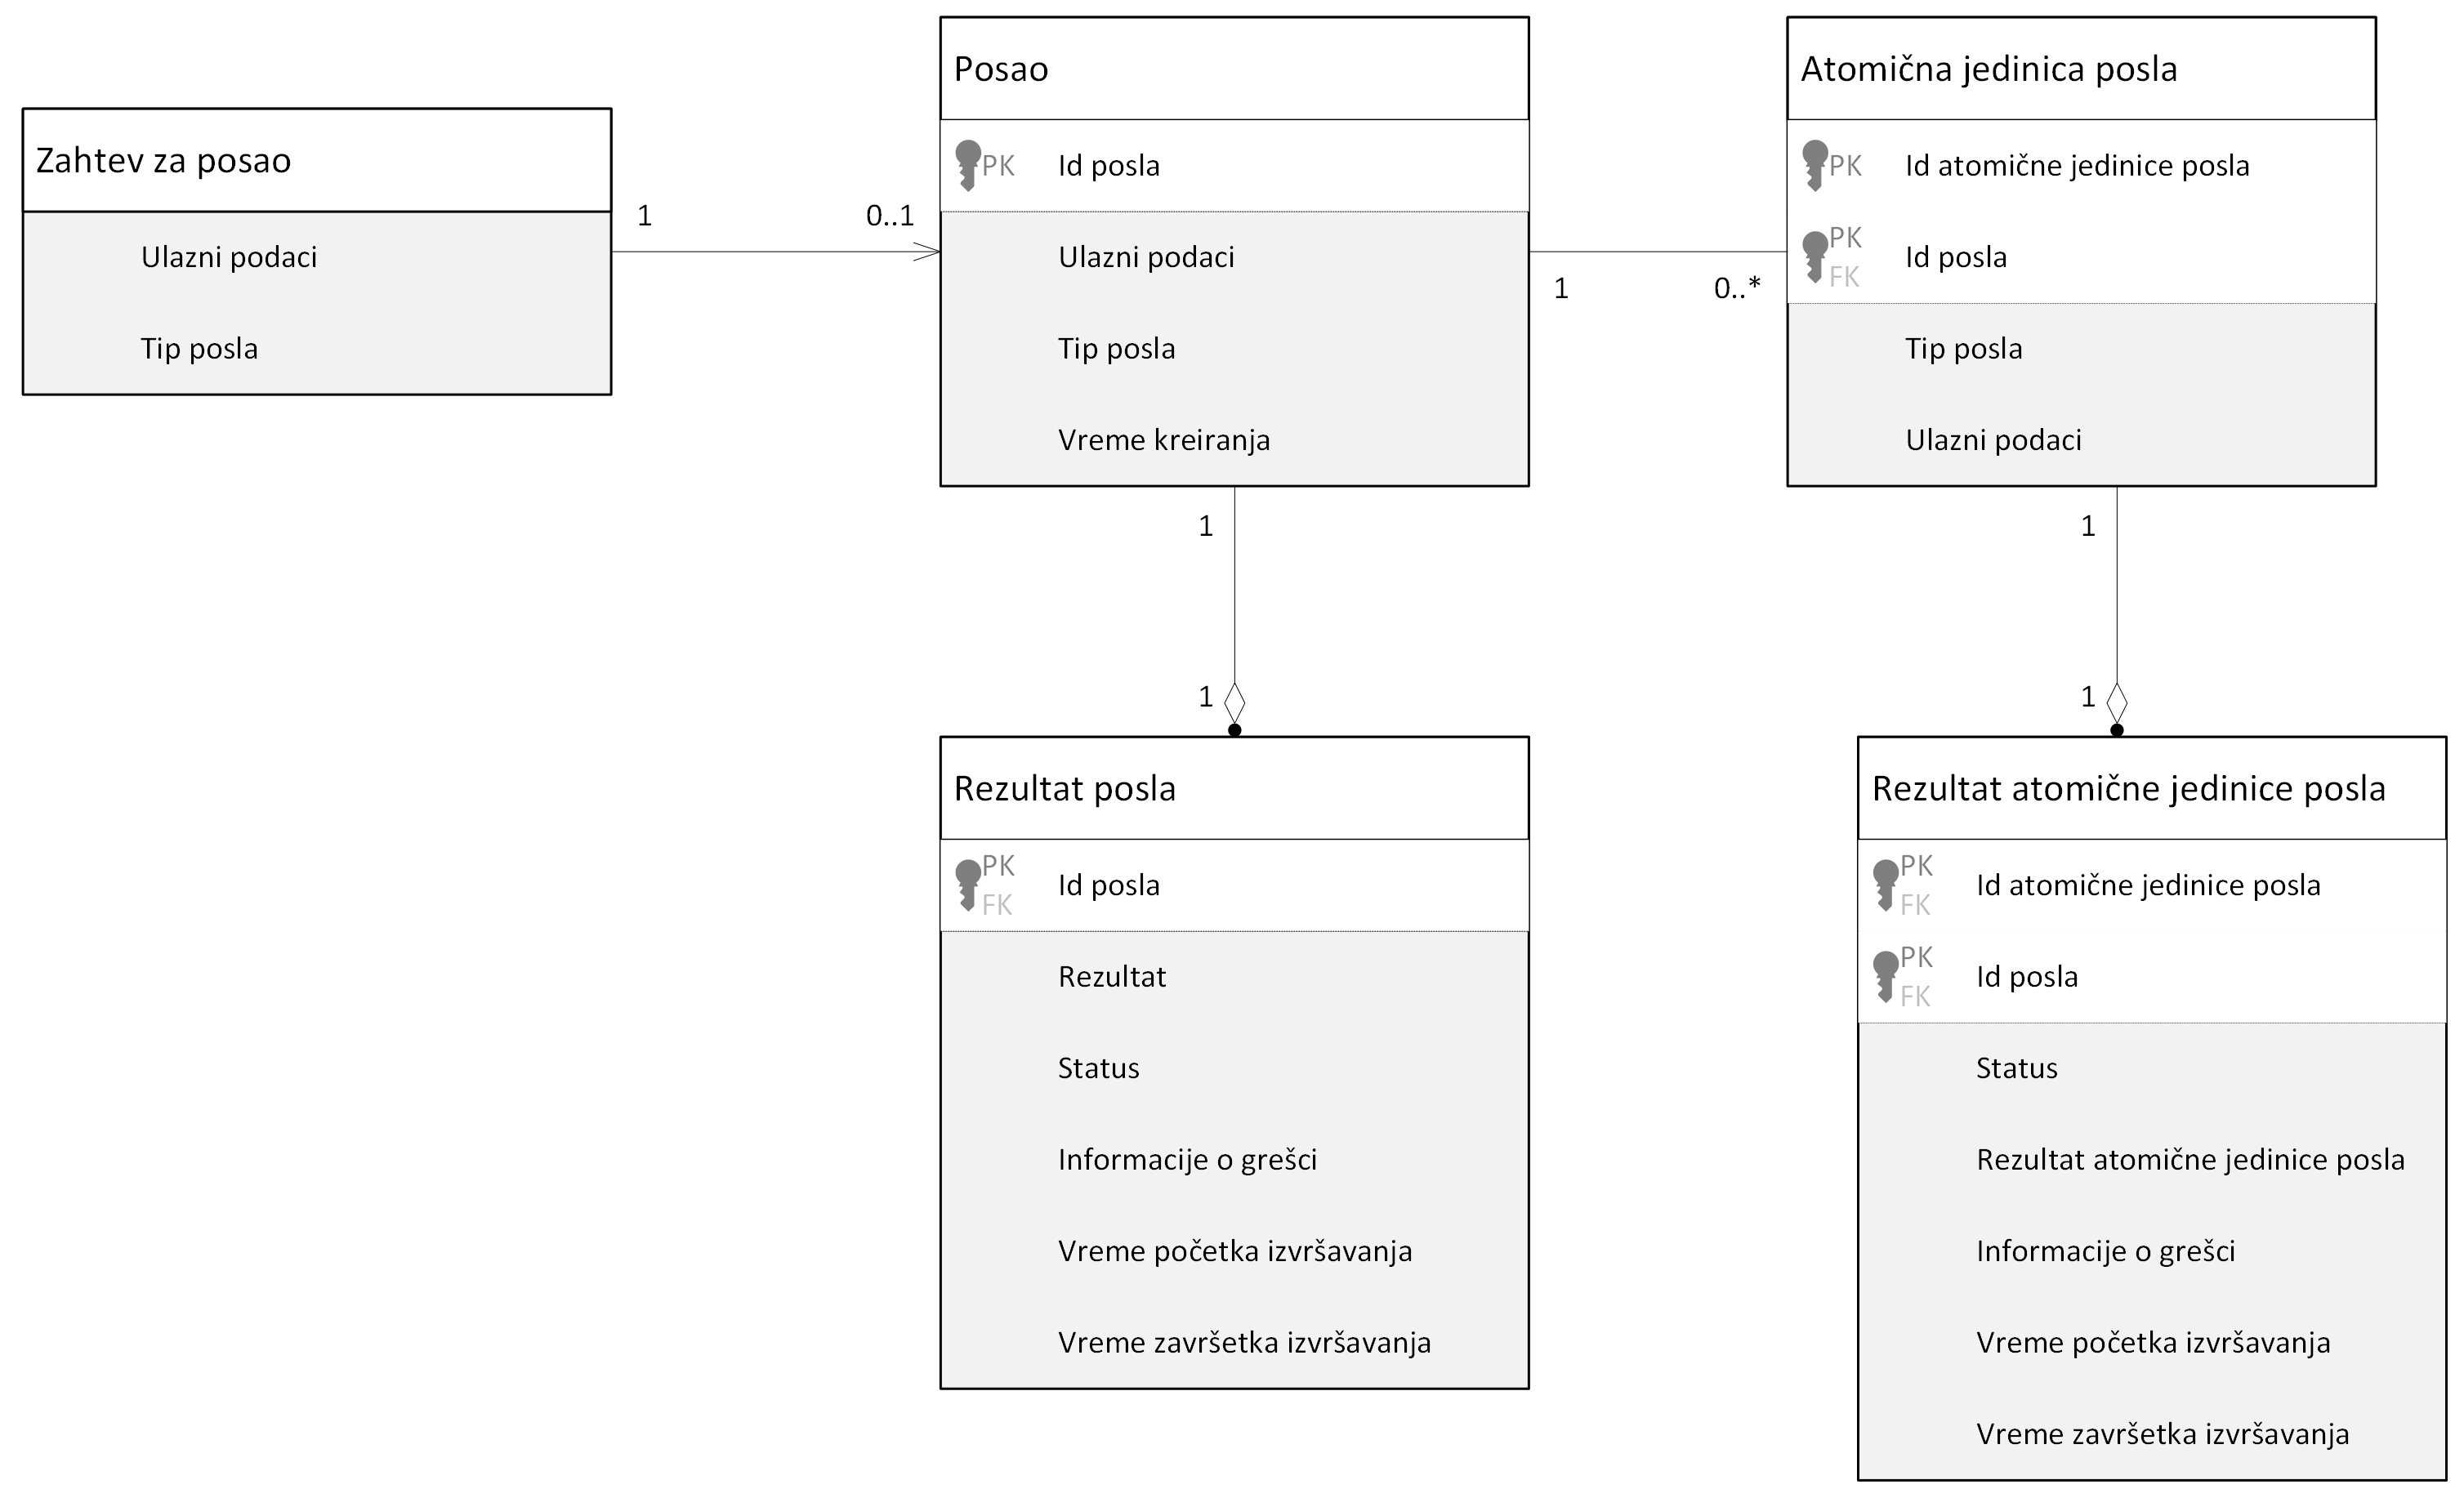 Zahtev za posao
Ulazni podaci
Tip posla
1
0..1
Posao
PK
Id posla
Ulazni podaci
Tip posla
Vreme kreiranja
1
0..*
Atomična jedinica posla
PK
Id atomične jedinice posla
PK
FK
Id posla
Tip posla
Ulazni podaci
1
1
Rezultat posla
PK
FK
Id posla
Rezultat
Status
Informacije o grešci
Vreme početka izvršavanja
Vreme završetka izvršavanja
1
1
Rezultat atomične jedinice posla
PK
FK
Id atomične jedinice posla
PK
FK
Id posla
Status
Rezultat atomične jedinice posla
Informacije o grešci
Vreme početka izvršavanja
Vreme završetka izvršavanja